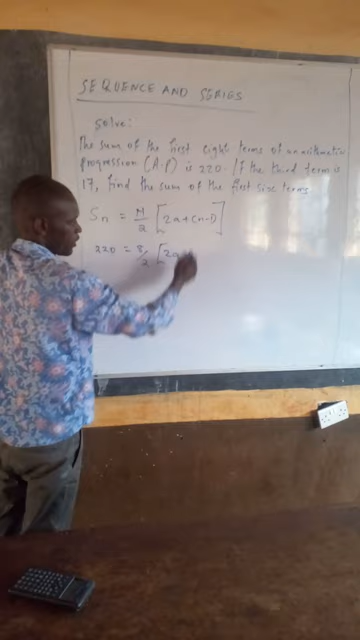 SEQUENCE AND SERIES
Solve:
The sum of the first eight terms of an arithmetic
progression (A.P) is 220. If the third term is
17, find the sum of the first size terms
Sn = N/2 [2a+(n-1)]
220 = 8/2 [2a